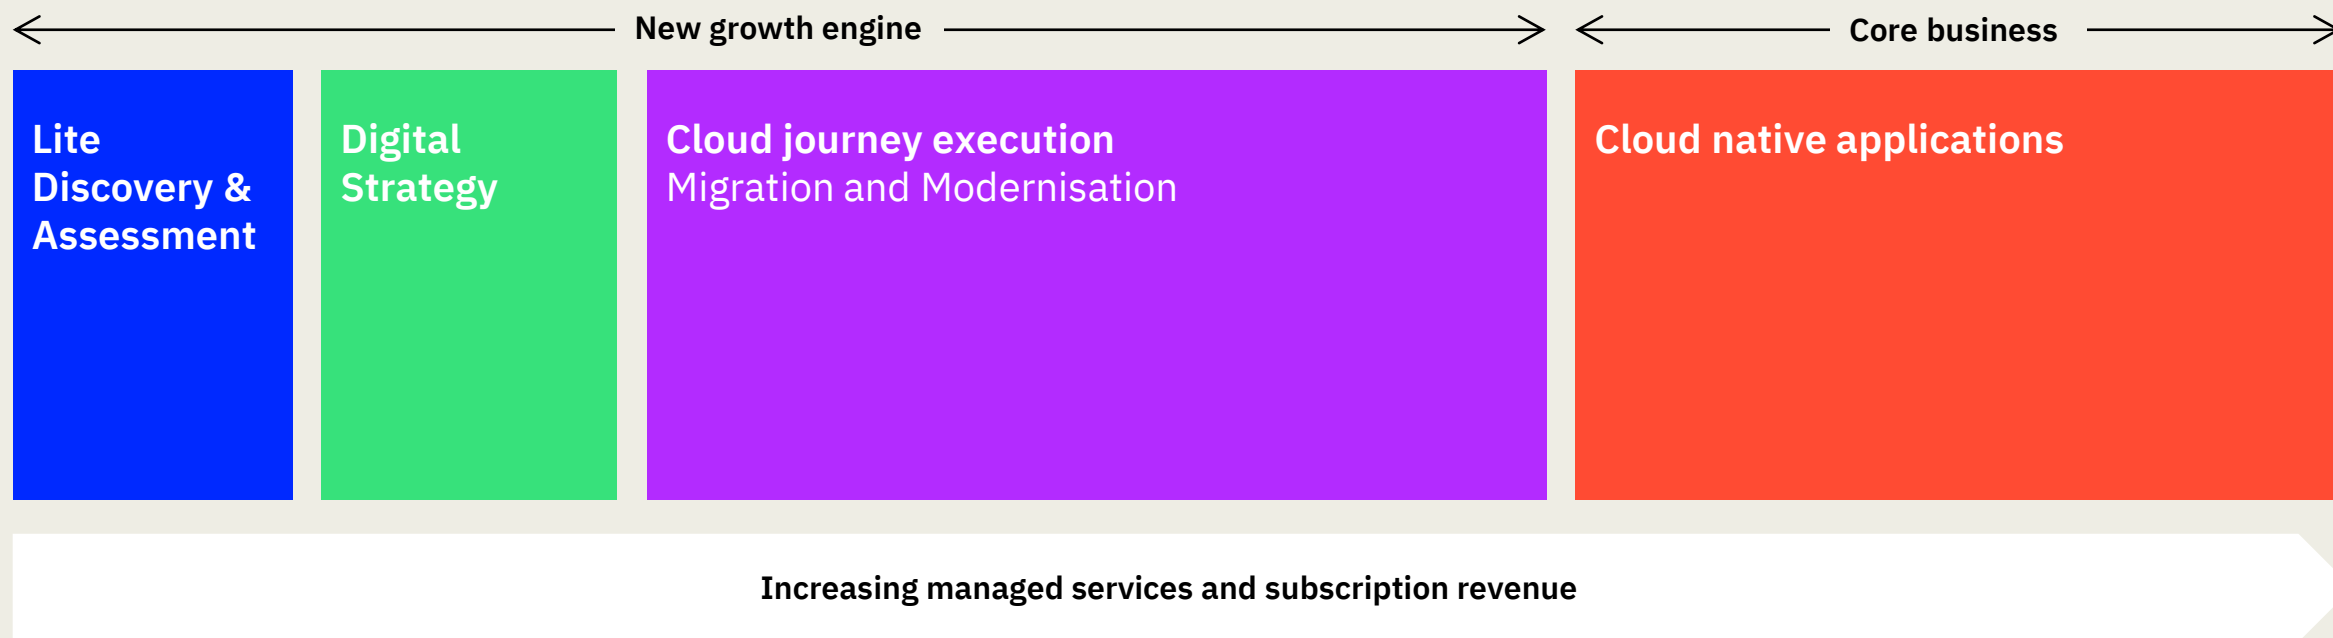 New growth engine
Core business
Lite
Discovery &
Assessment
Digital
Strategy
Cloud journey execution
Migration and Modernisation
Cloud native applications
Increasing managed services and subscription revenue